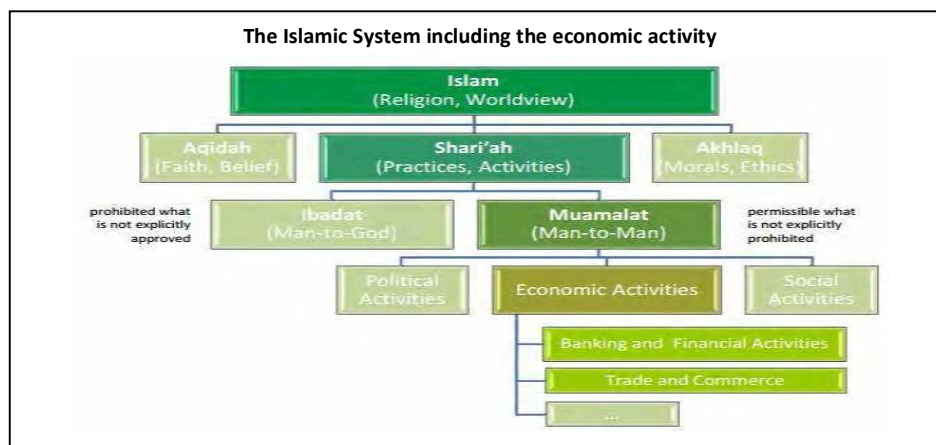 The Islamic System including the economic activity
Islam
(Religion, Worldview)
Aqidah
(Faith, Belief)
Shari'ah
(Practices, Activities)
Akhlaq
(Morals, Ethics)
prohibited what
is not explicitly
approved
Ibadat
(Man-to-God)
Muamalat
(Man-to-Man)
permissible what
is not explicitly
prohibited
Political
Activities
Economic Activities
Social
Activities
Banking and Financial Activities
Trade and Commerce
...